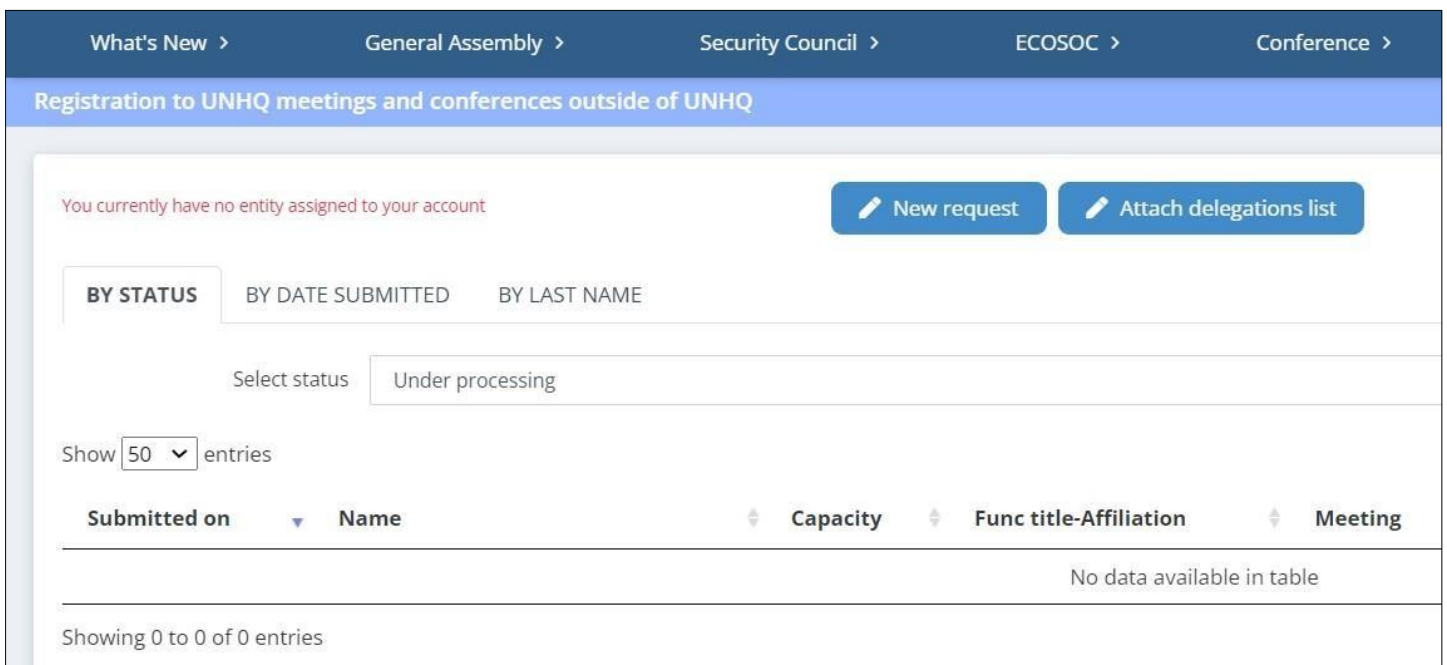 What's New > General Assembly > Security Council > ECOSOC > Conference >
Registration to UNHQ meetings and conferences outside of UNHQ
You currently have no entity assigned to your account New request Attach delegations list
BY STATUS BY DATE SUBMITTED BY LAST NAME
Select status Under processing
Show 50 entries
Submitted on Name Capacity Func title-Affiliation Meeting
No data available in table
Showing 0 to 0 of 0 entries